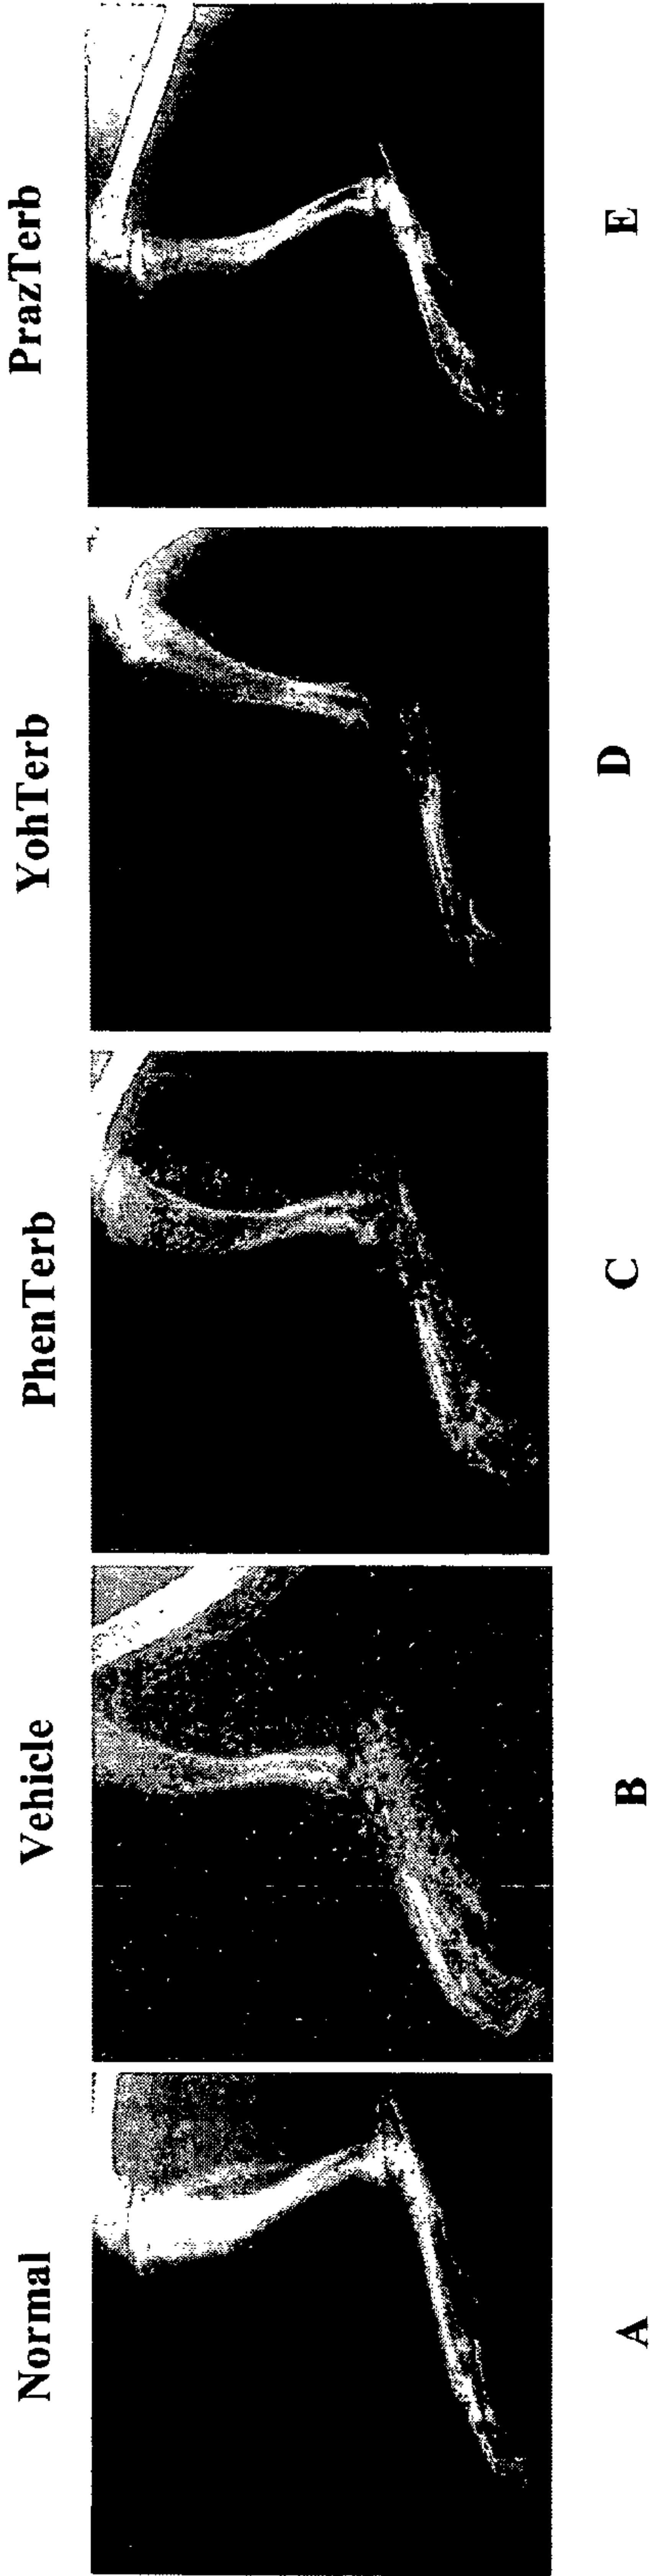 Normal
Vehicle
PhenTerb
YohTerb
PrazTerb
A
B
C
D
E